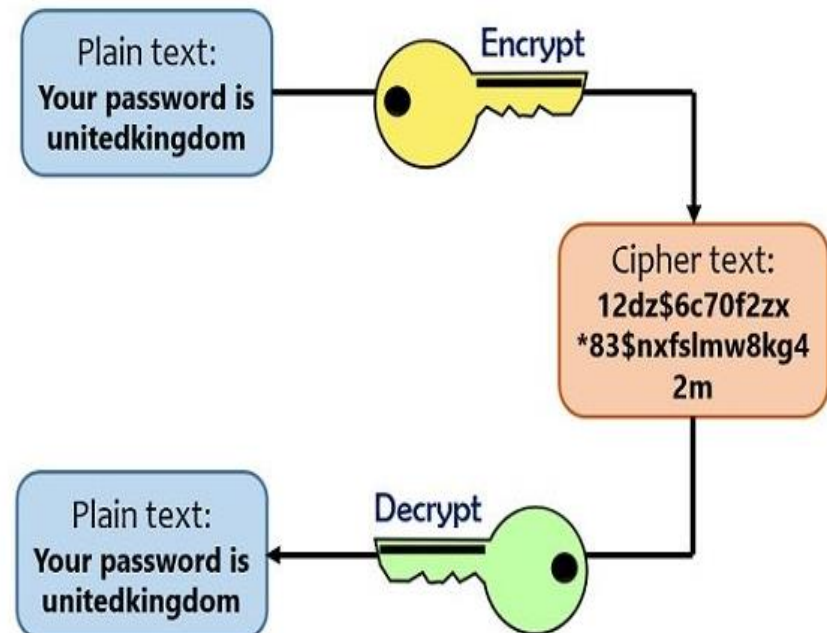 Plain text:
Your password is
unitedkingdom
Encrypt
Cipher text:
12dz$6c70f2zx
*83$nxfslmw8kg4
2m
Decrypt
Plain text:
Your password is
unitedkingdom